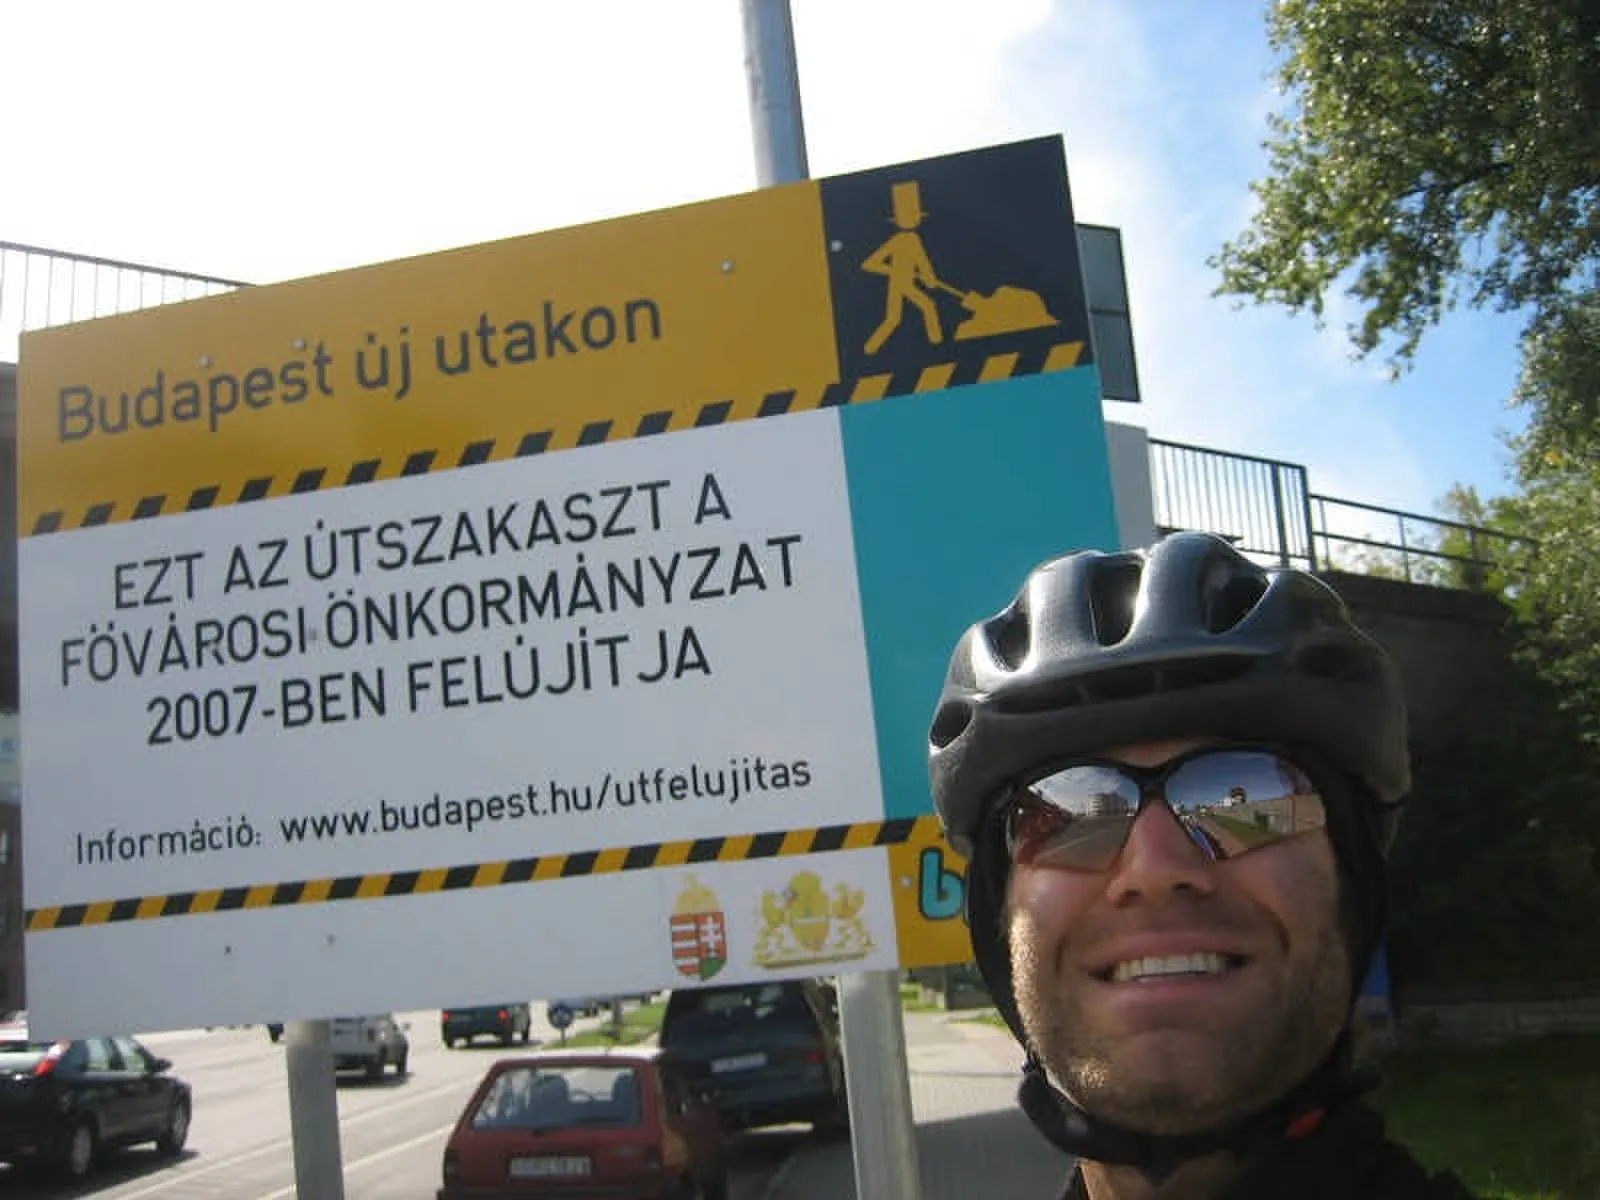 Budapest új utakon
EZT AZ ÚTSZAKASZT A
FŐVÁROSI ÖNKORMÁNYZAT
2007-BEN FELÚJÍTJA
Információ: www.budapest.hu/utfelujitas